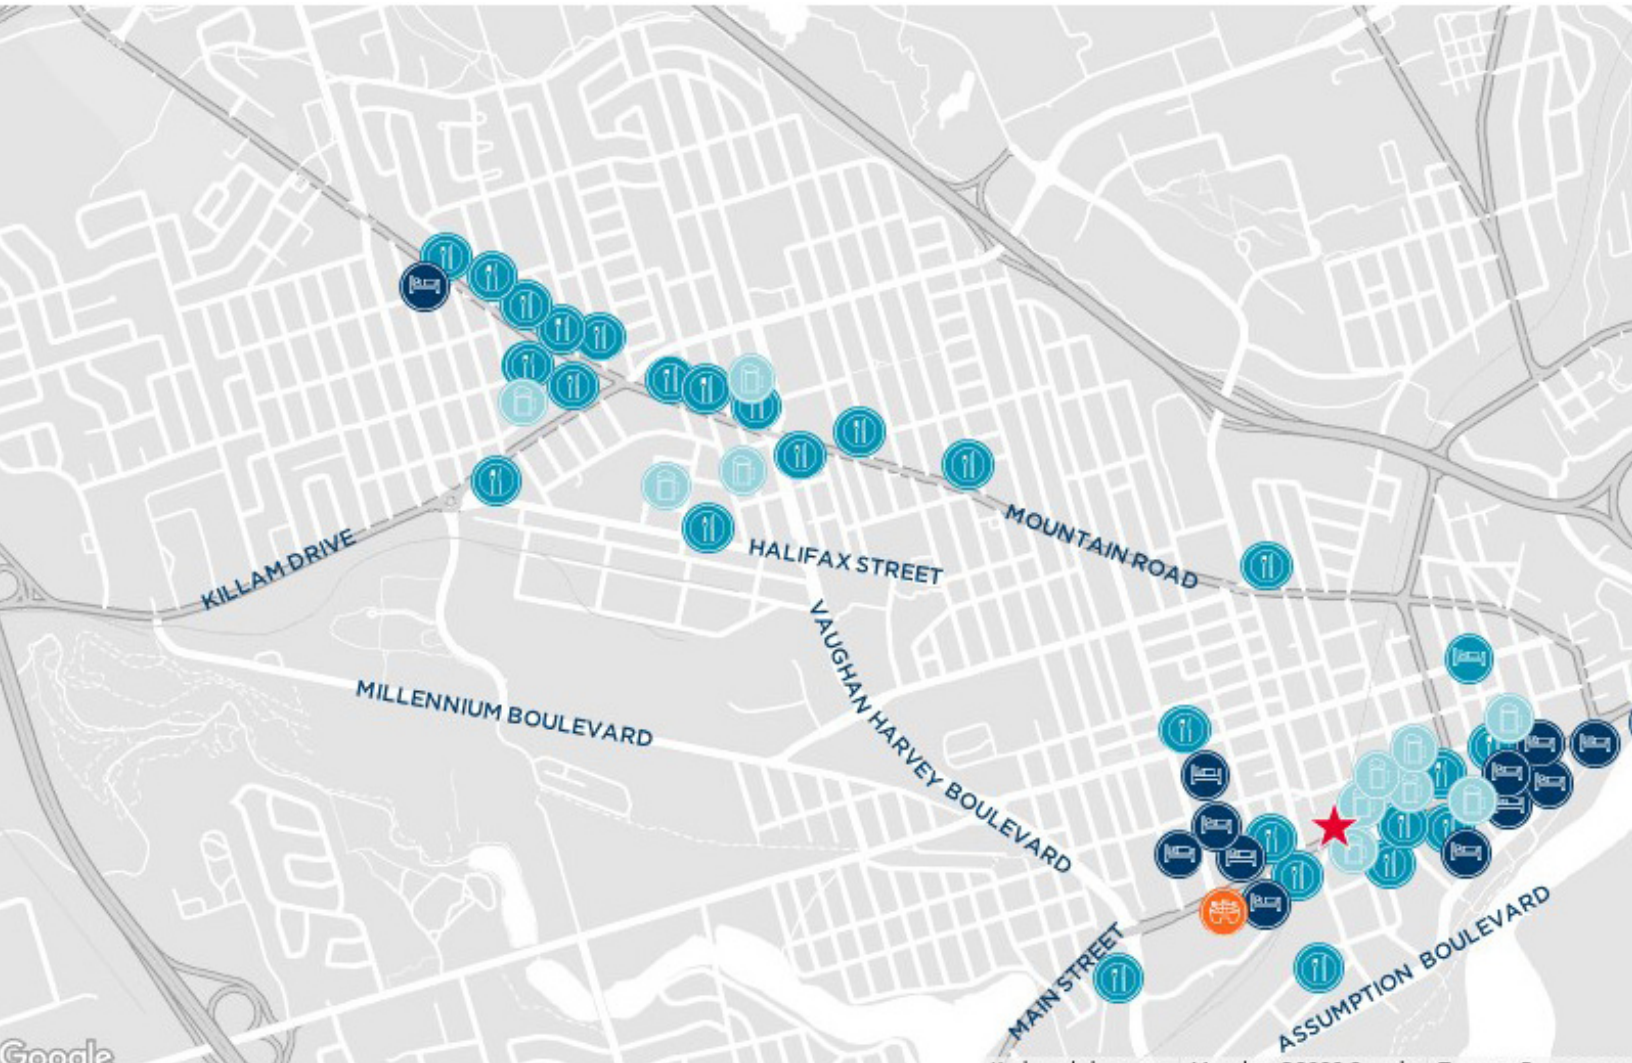 MOUNTAIN ROAD
KILLAM DRIVE
HALIFAX STREET
VAUGHAN HARVEY BOULEVARD
MILLENNIUM BOULEVARD
MAIN STREET
ASSUMPTION BOULEVARD
Google